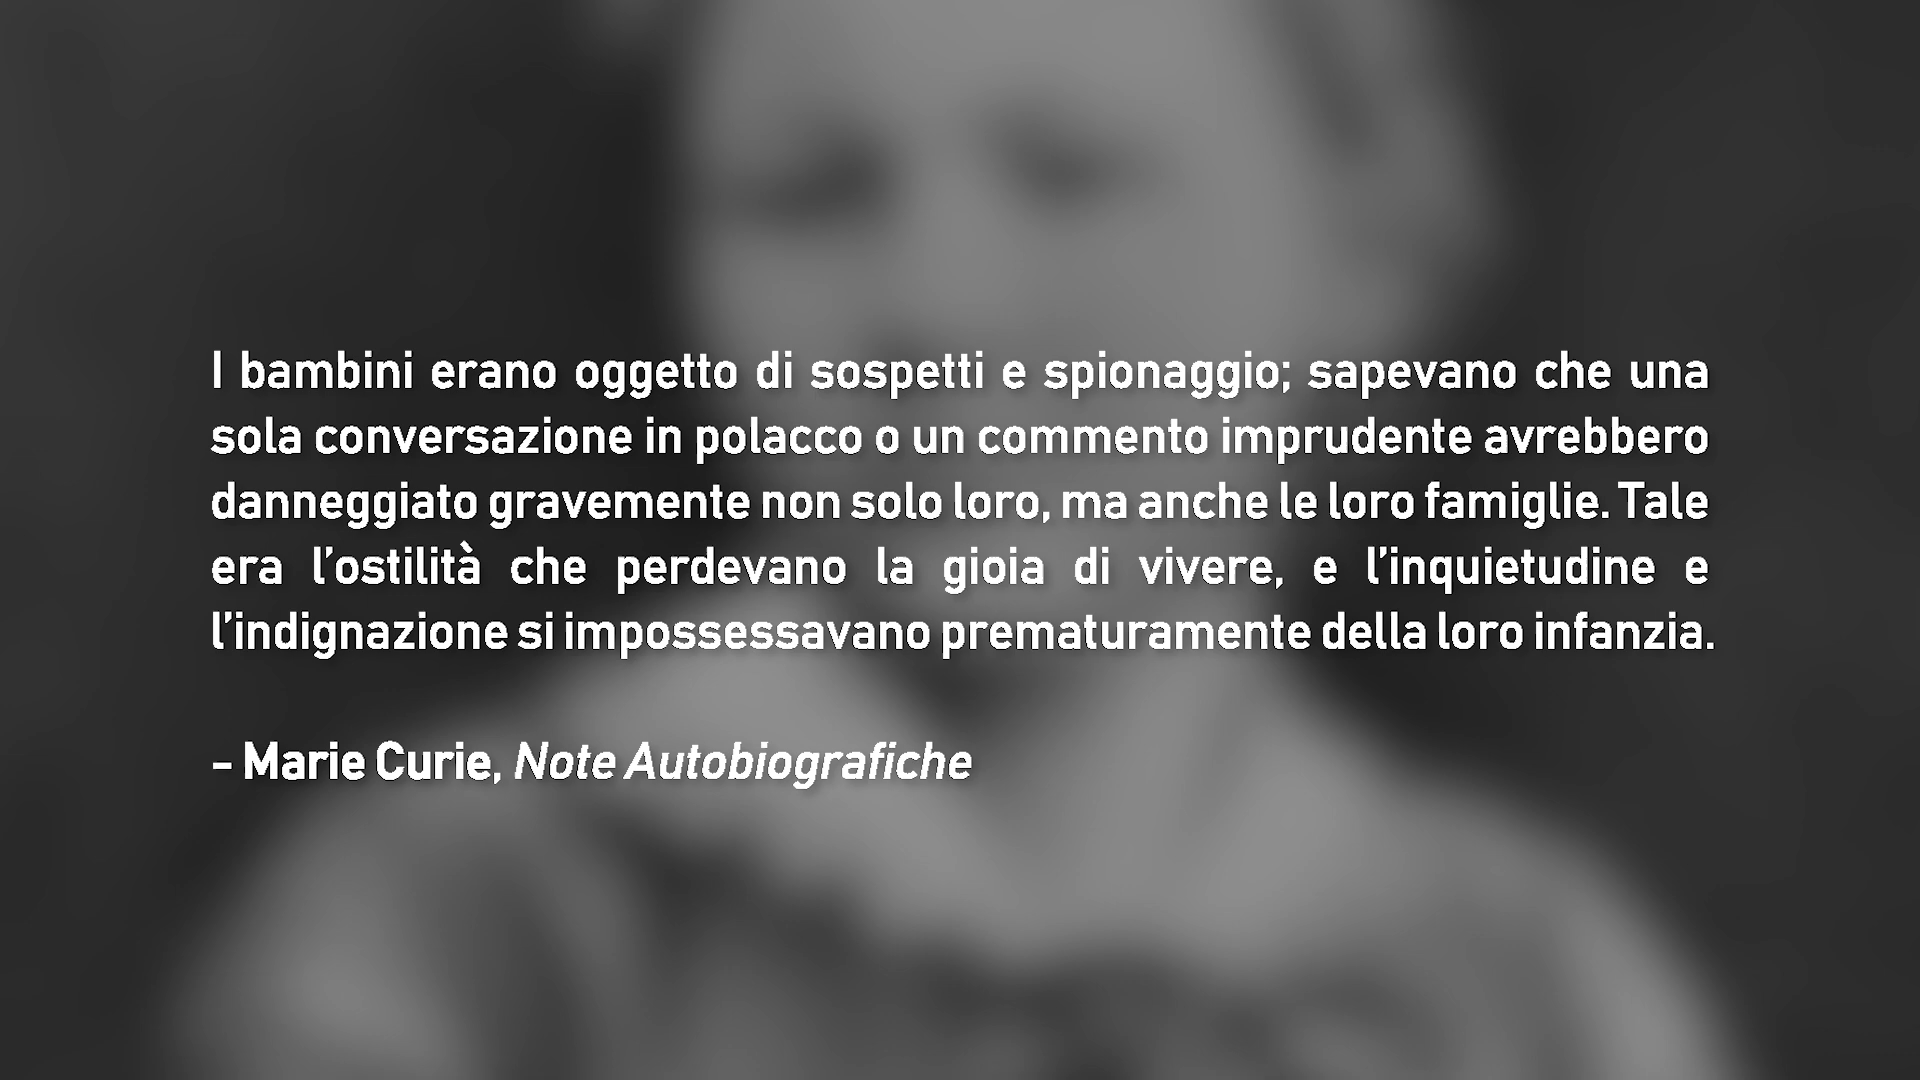 I bambini erano oggetto di sospetti e spionaggio; sapevano che una
sola conversazione in polacco o un commento imprudente avrebbero
danneggiato gravemente non solo loro, ma anche le loro famiglie. Tale
era l’ostilità che perdevano la gioia di vivere, e l’inquietudine e
l’indignazione si impossessavano prematuramente della loro infanzia.
– Marie Curie, Note Autobiografiche